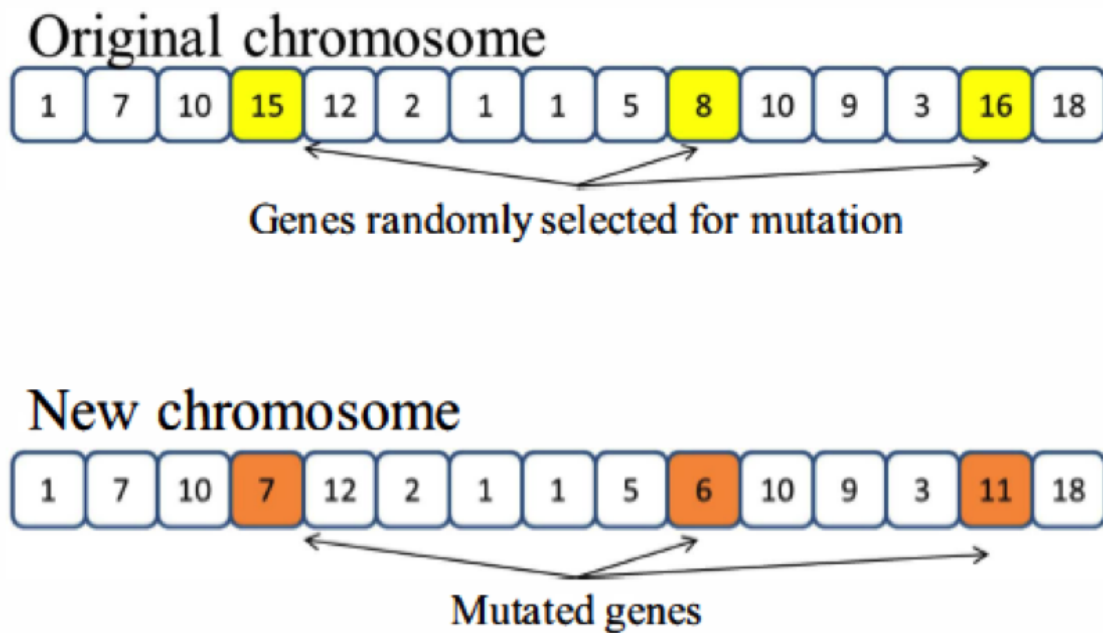 Original chromosome
1 7 10 15 12 2 1 1 5 8 10 9 3 16 18
Genes randomly selected for mutation
New chromosome
1 7 10 7 12 2 1 1 5 6 10 9 3 11 18
Mutated genes